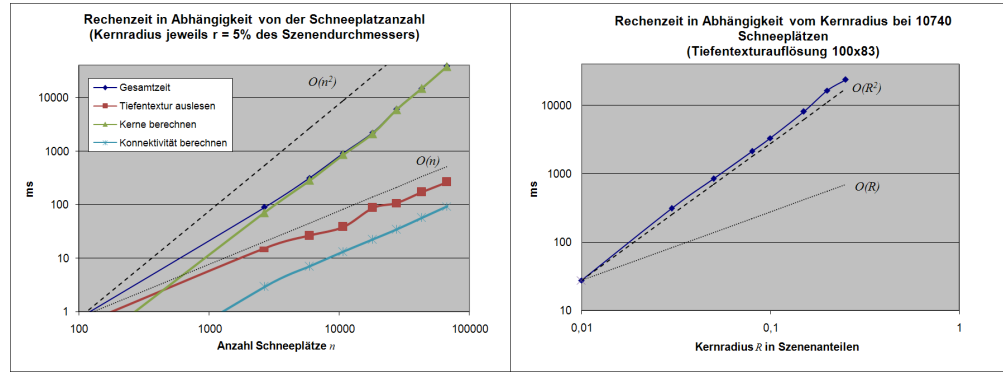 Rechenzeit in Abhängigkeit von der Schneeplatzanzahl
(Kernradius jeweils r = 5% des Szenendurchmessers)
O(n²)
10000
1000
100
10
1
ms
Gesamtzeit
Tiefentextur auslesen
Kerne berechnen
Konnektivität berechnen
O(n)
100
1000
10000
100000
Anzahl Schneeplätze n
Rechenzeit in Abhängigkeit vom Kernradius bei 10740
Schneeplätzen
(Tiefentexturauflösung 100x83)
10000
1000
100
10
ms
O(R²)
O(R)
0,01
0,1
1
Kernradius R in Szenenanteilen